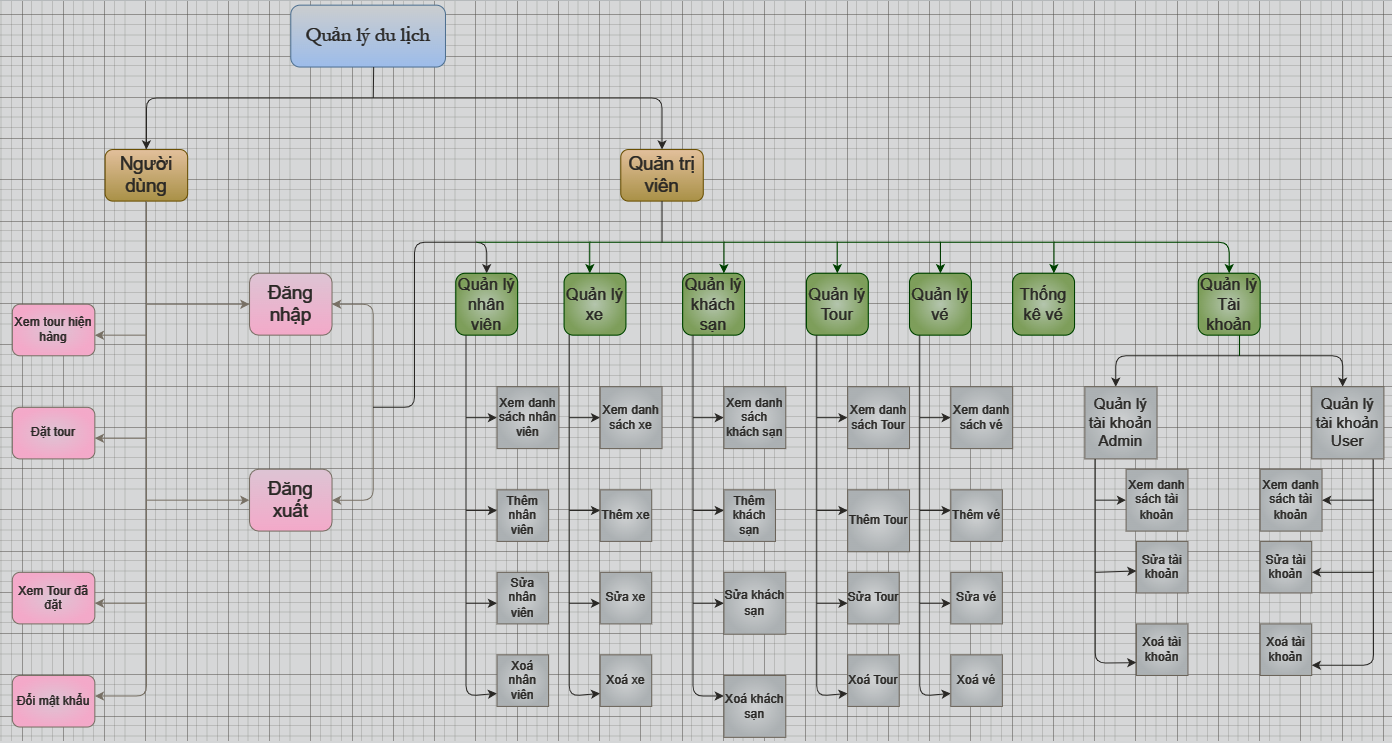 Quản lý du lịch
Người
dùng
Quản trị
viên
Đăng
nhập
Xem tour hiện
hảng
Đặt tour
Đăng
xuất
Xem Tour đã
đặt
Đổi mật khẩu
Quản lý
nhân
viên
Quản lý
xe
Quản lý
khách
sạn
Quản lý
Tour
Quản lý
vé
Thống
kê vé
Quản lý
Tài
khoản
Xem danh
sách nhân
viên
Thêm
nhân
viên
Sửa
nhân
viên
Xoá
nhân
viên
Xem danh
sách xe
Thêm xe
Sửa xe
Xoá xe
Xem danh
sách
khách sạn
Thêm
khách
sạn
Sửa khách
sạn
Xoá khách
sạn
Xem danh
sách Tour
Thêm Tour
Sửa Tour
Xoá Tour
Xem danh
sách vé
Thêm vé
Sửa vé
Xoá vé
Quản lý
tài khoản
Admin
Xem danh
sách tài
khoản
Sửa tài
khoản
Xoá tài
khoản
Quản lý
tài khoản
User
Xem danh
sách tài
khoản
Sửa tài
khoản
Xoá tài
khoản